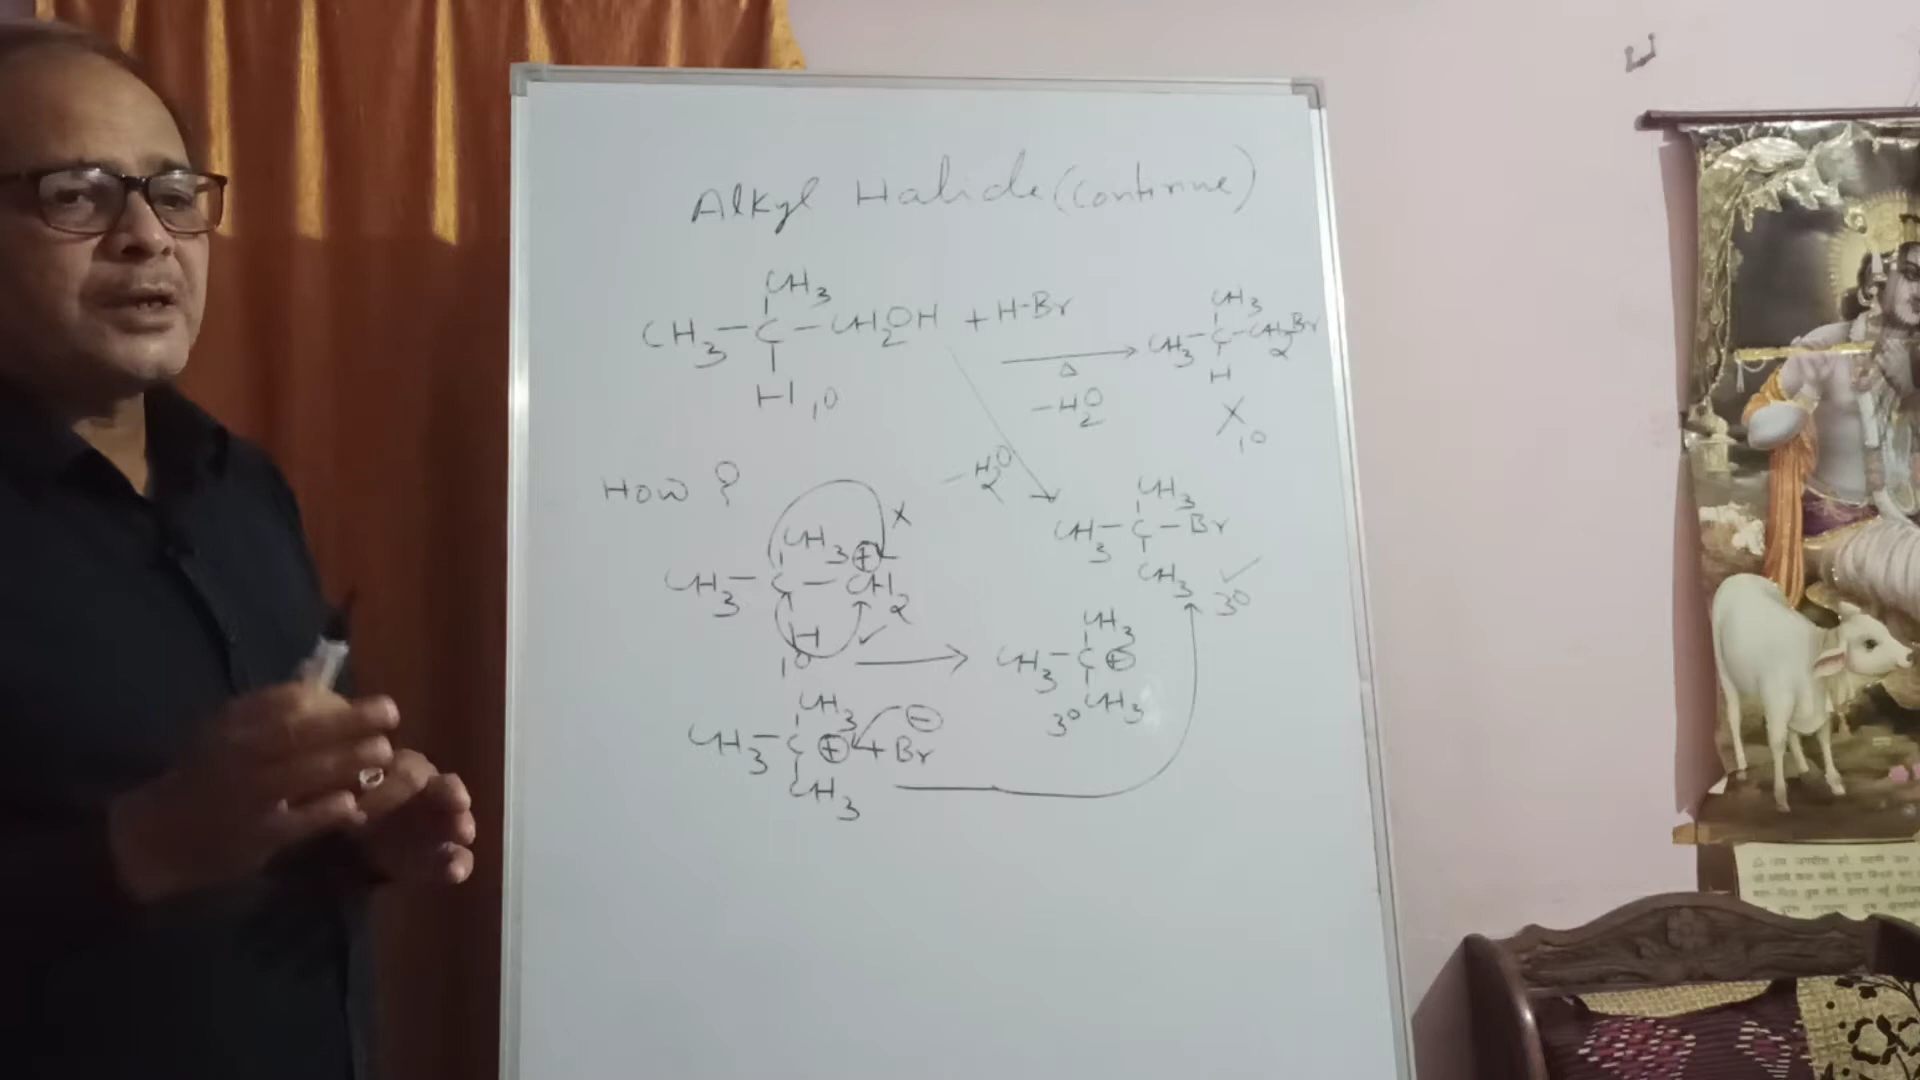 Alkyl Halide (Continue)
CH3
CH3 - C - CH2OH + H-Br
H 1°
Δ
-H2O
CH3
CH3 - C - CH2Br
H
X
1°
-H2O
How ?
CH3
CH3 - C - Br
CH3 ✓
3°
X
CH3 ⊕
CH3 - C - CH2
H ✓
1°
CH3
CH3 - C ⊕
CH3
3°
CH3 ⊖
CH3 - C ⊕ + Br
CH3